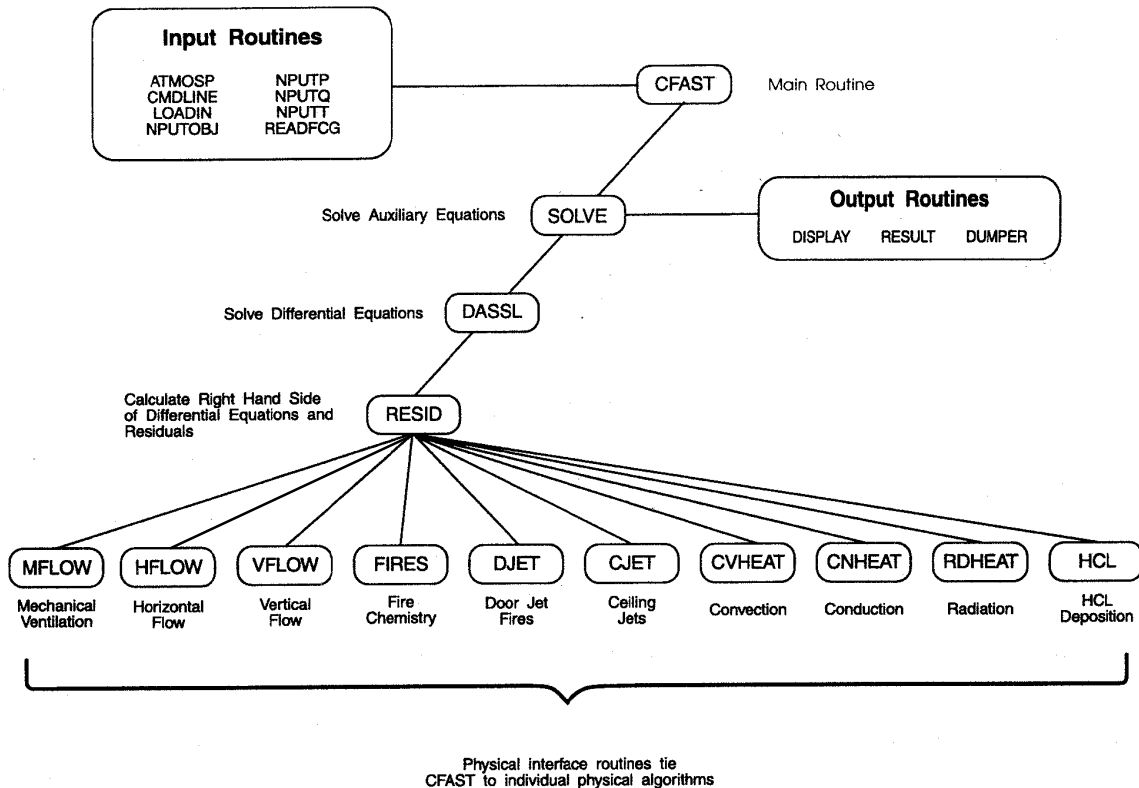 Input Routines
ATMOSP NPUTP
CMDLINE NPUTQ
LOADIN NPUTT
NPUTOBJ READFCG
CFAST
Main Routine
Solve Auxiliary Equations
SOLVE
Output Routines
DISPLAY RESULT DUMPER
Solve Differential Equations
DASSL
Calculate Right Hand Side
of Differential Equations and
Residuals
RESID
MFLOW
HFLOW
VFLOW
FIRES
DJET
CJET
CVHEAT
CNHEAT
RDHEAT
HCL
Mechanical
Ventilation
Horizontal
Flow
Vertical
Flow
Fire
Chemistry
Door Jet
Fires
Ceiling
Jets
Convection
Conduction
Radiation
HCL
Deposition
Physical interface routines tie
CFAST to individual physical algorithms